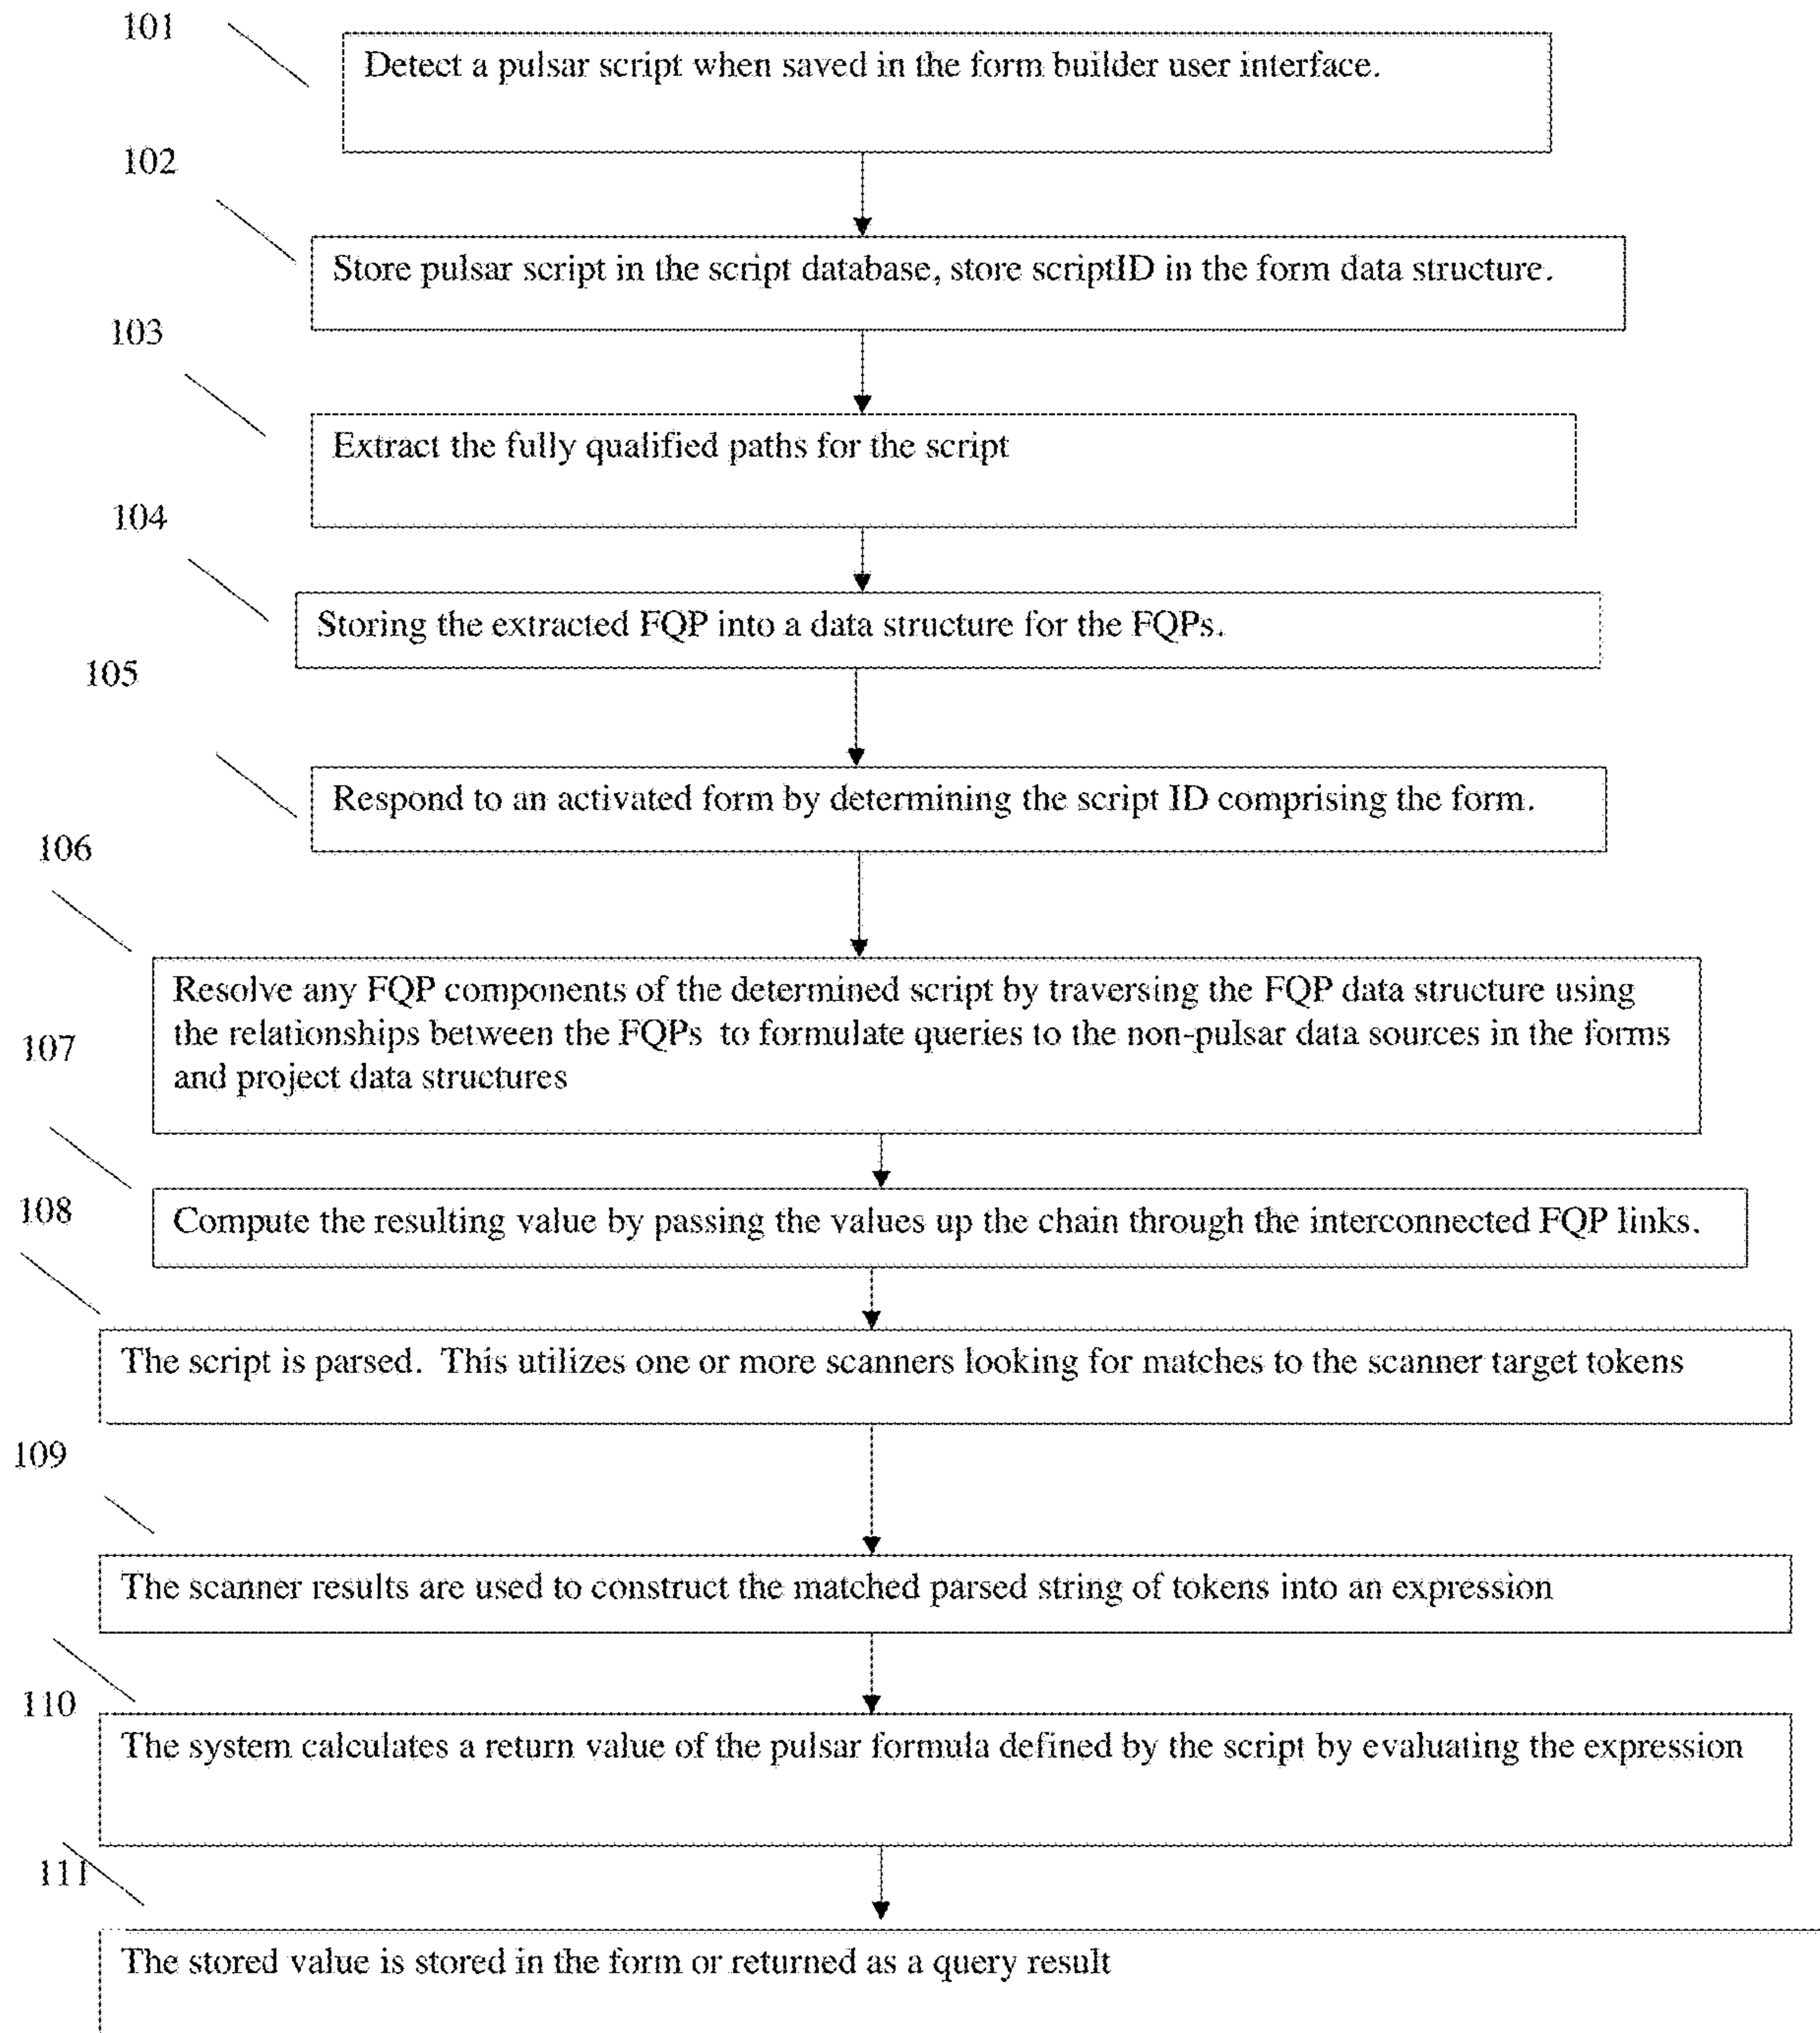 101
Detect a pulsar script when saved in the form builder user interface.
102
Store pulsar script in the script database, store scriptID in the form data structure.
103
Extract the fully qualified paths for the script
104
Storing the extracted FQP into a data structure for the FQPs.
105
Respond to an activated form by determining the script ID comprising the form.
106
Resolve any FQP components of the determined script by traversing the FQP data structure using
the relationships between the FQPs to formulate queries to the non-pulsar data sources in the forms
and project data structures
107
Compute the resulting value by passing the values up the chain through the interconnected FQP links.
108
The script is parsed. This utilizes one or more scanners looking for matches to the scanner target tokens
109
The scanner results are used to construct the matched parsed string of tokens into an expression
110
The system calculates a return value of the pulsar formula defined by the script by evaluating the expression
111
The stored value is stored in the form or returned as a query result